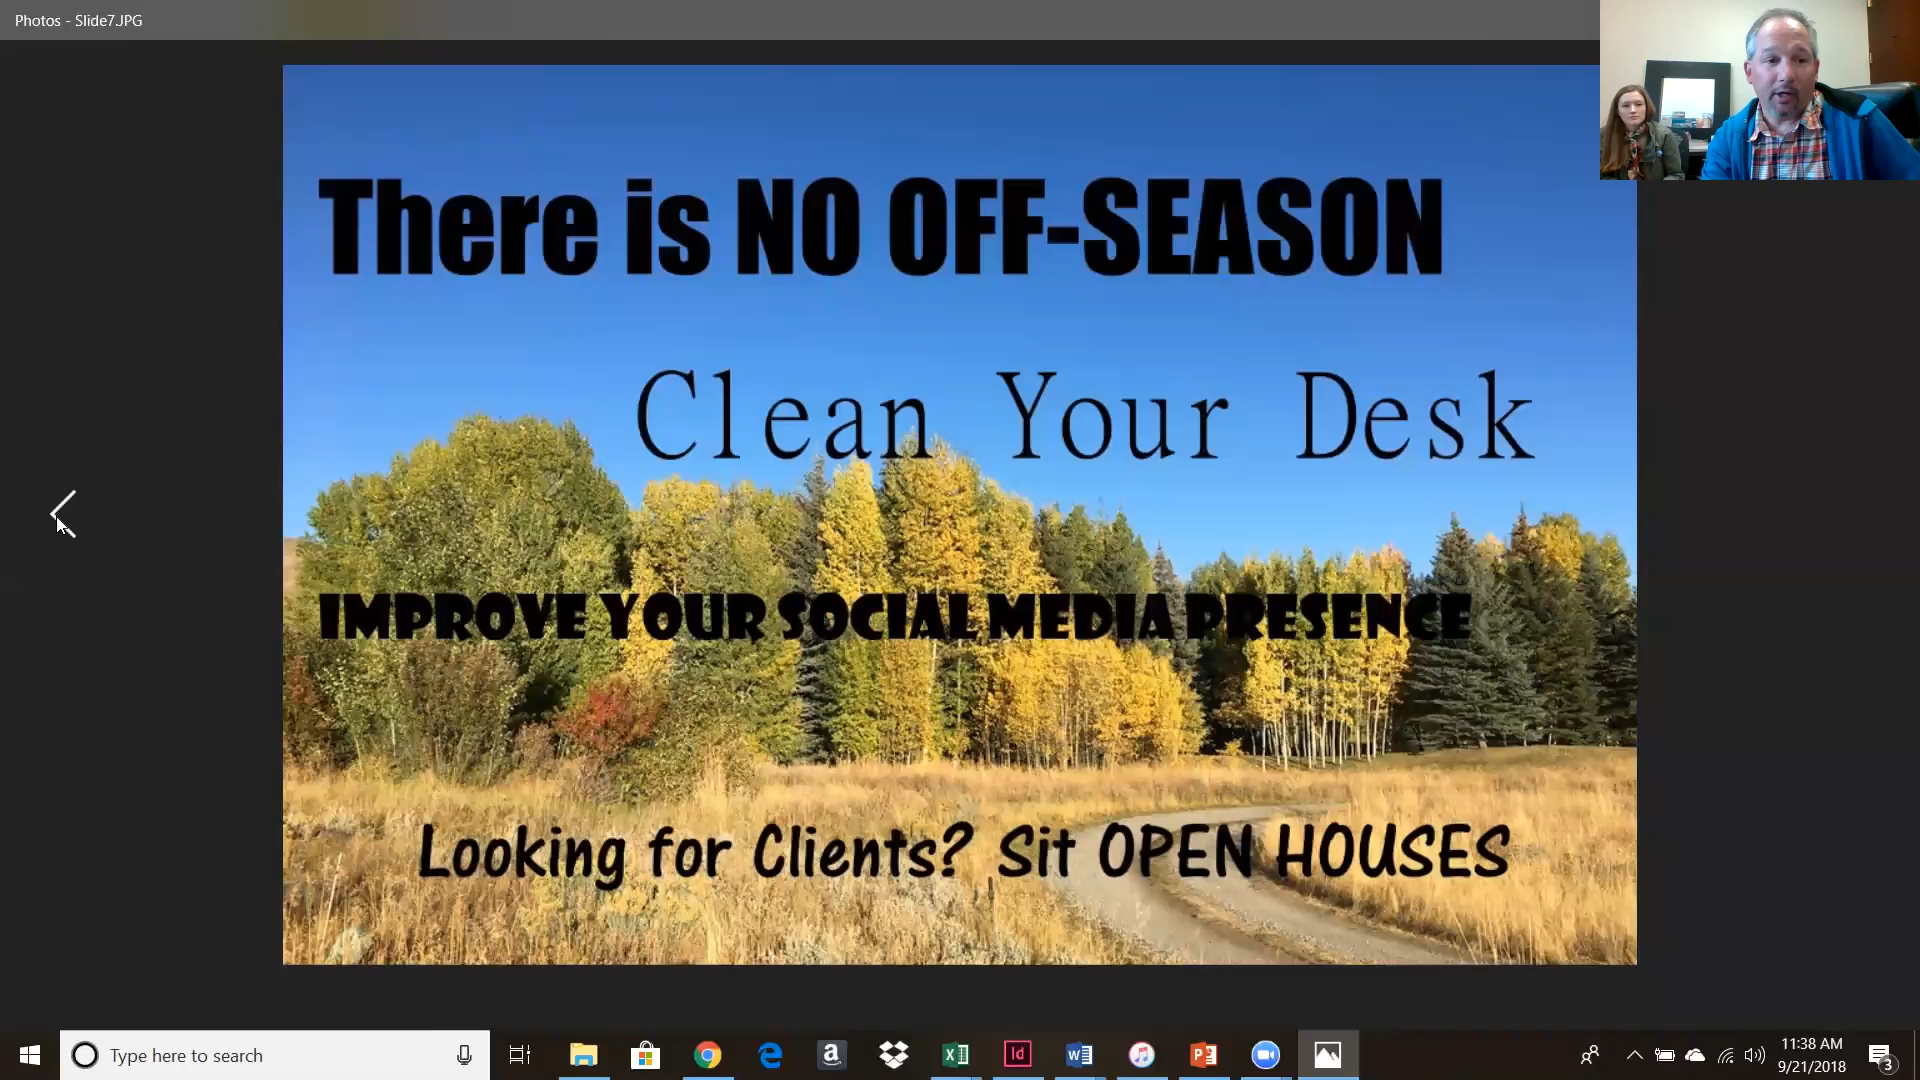 Photos - Slide7.JPG
There is NO OFF-SEASON
Clean Your Desk
IMPROVE YOUR SOCIAL MEDIA PRESENCE
Looking for Clients? Sit OPEN HOUSES
Type here to search
11:38 AM
9/21/2018
3